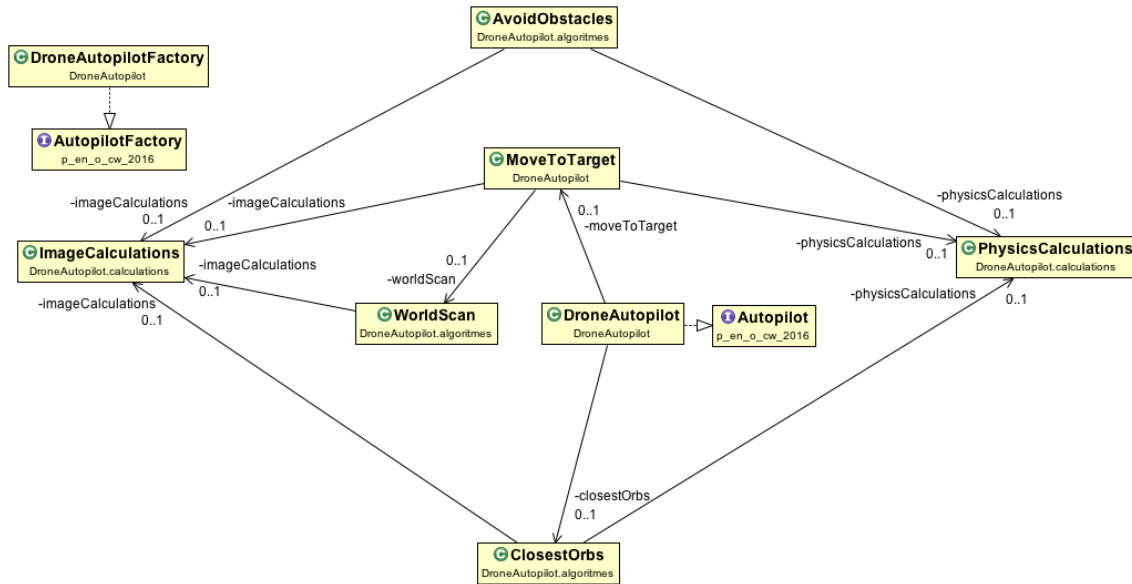 AvoidObstacles
DroneAutopilot.algoritmes
DroneAutopilotFactory
DroneAutopilot
AutopilotFactory
p_en_o_cw_2016
MoveToTarget
DroneAutopilot
-imageCalculations
0..1
-imageCalculations
0..1
-physicsCalculations
0..1
0..1
-moveToTarget
-physicsCalculations
0..1
ImageCalculations
DroneAutopilot.calculations
PhysicsCalculations
DroneAutopilot.calculations
-imageCalculations
0..1
-worldScan
0..1
-imageCalculations
0..1
-physicsCalculations
0..1
WorldScan
DroneAutopilot.algoritmes
DroneAutopilot
DroneAutopilot
Autopilot
p_en_o_cw_2016
-closestOrbs
0..1
ClosestOrbs
DroneAutopilot.algoritmes